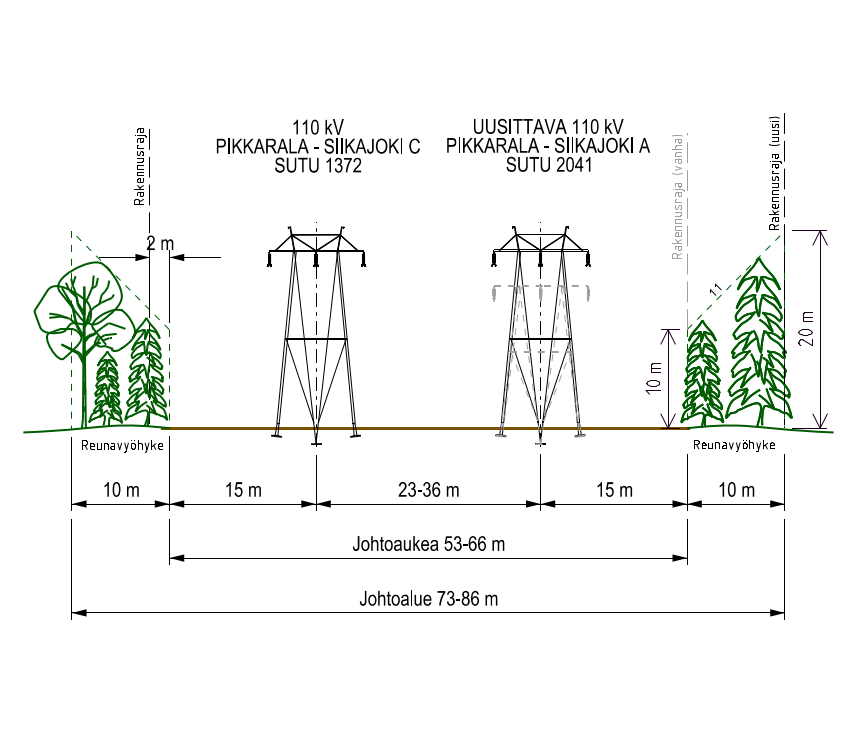 110 kV
PIKKARALA - SIIKAJOKI C
SUTU 1372
UUSITTAVA 110 kV
PIKKARALA - SIIKAJOKI A
SUTU 2041
Rakennusraja
Rakennusraja (vanha)
Rakennusraja (uusi)
2 m
1:1
10 m
20 m
Reunavyöhyke
Reunavyöhyke
10 m
15 m
23-36 m
15 m
10 m
Johtoaukea 53-66 m
Johtoalue 73-86 m